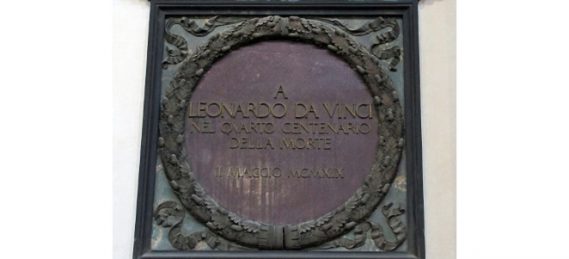 A
LEONARDO DA VINCI
NEL QVARTO CENTENARIO
DELLA MORTE
II MAGGIO MCMXIX